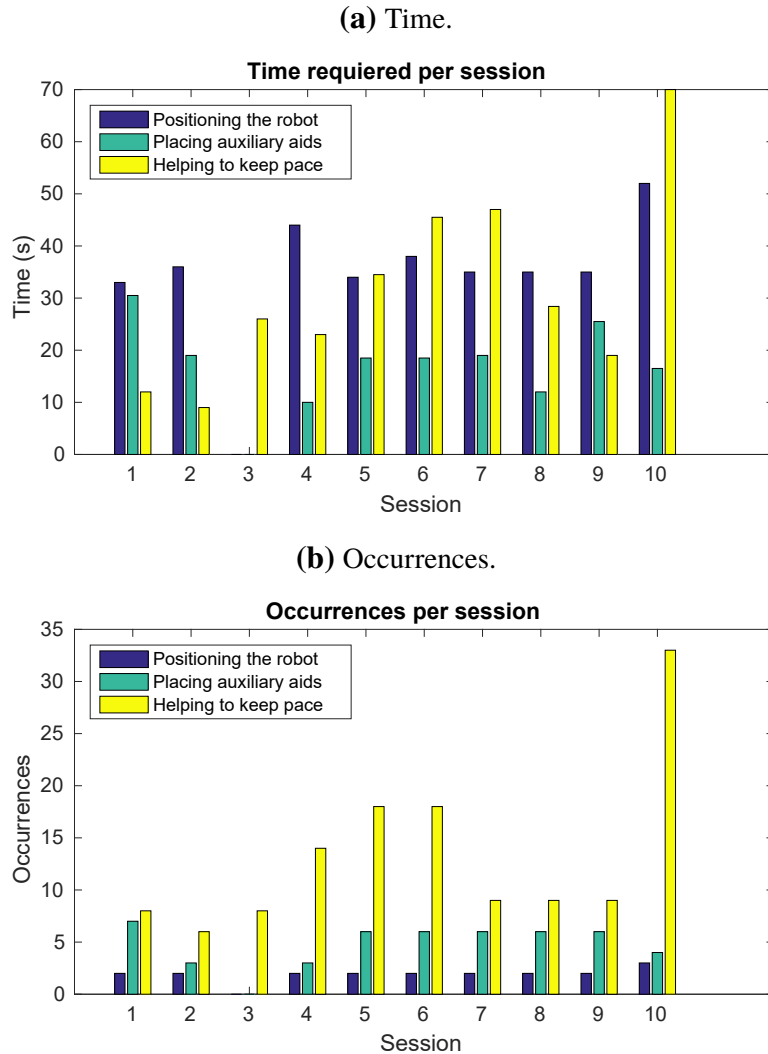 (a) Time.
Time requiered per session
70
60
50
40
30
20
10
0
Time (s)
Positioning the robot
Placing auxiliary aids
Helping to keep pace
1 2 3 4 5 6 7 8 9 10
Session
(b) Occurrences.
Occurrences per session
35
30
25
20
15
10
5
0
Occurrences
Positioning the robot
Placing auxiliary aids
Helping to keep pace
1 2 3 4 5 6 7 8 9 10
Session